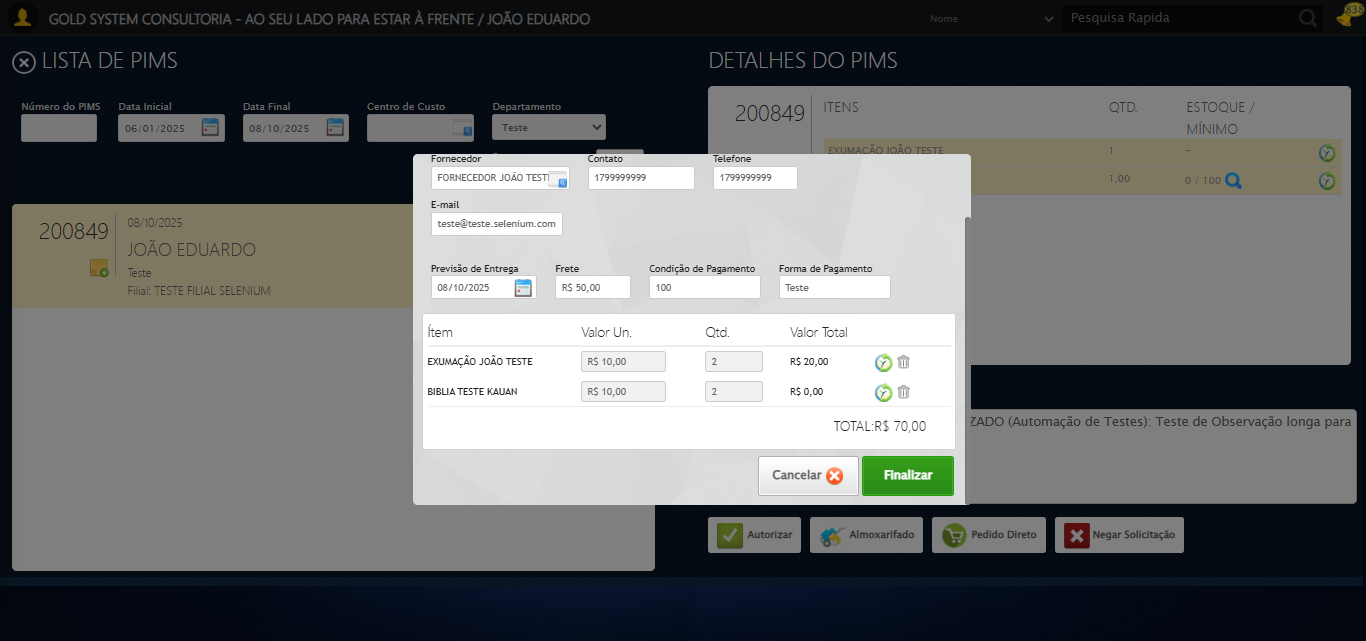 GOLD SYSTEM CONSULTORIA - AO SEU LADO PARA ESTAR À FRENTE / JOÃO EDUARDO
Nome
Pesquisa Rapida
838
LISTA DE PIMS
DETALHES DO PIMS
Número do PIMS
Data Inicial
Data Final
Centro de Custo
Departamento
06/01/2025
08/10/2025
Teste
200849
ITENS
QTD.
ESTOQUE /
MÍNIMO
EXUMAÇÃO JOÃO TESTE
1
-
1,00
0 / 100
200849
08/10/2025
JOÃO EDUARDO
Teste
Filial: TESTE FILIAL SELENIUM
Fornecedor
Contato
Telefone
FORNECEDOR JOÃO TEST
1799999999
1799999999
E-mail
teste@teste.selenium.com
Previsão de Entrega
Frete
Condição de Pagamento
Forma de Pagamento
08/10/2025
R$ 50,00
100
Teste
Ítem
Valor Un.
Qtd.
Valor Total
EXUMAÇÃO JOÃO TESTE
R$ 10,00
2
R$ 20,00
BIBLIA TESTE KAUAN
R$ 10,00
2
R$ 0,00
TOTAL:R$ 70,00
Cancelar
Finalizar
ZADO (Automação de Testes): Teste de Observação longa para
Autorizar
Almoxarifado
Pedido Direto
Negar Solicitação